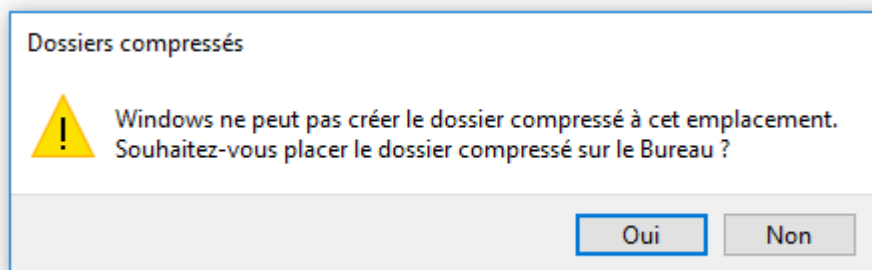 Dossiers compressés
Windows ne peut pas créer le dossier compressé à cet emplacement.
Souhaitez-vous placer le dossier compressé sur le Bureau ?
Oui
Non